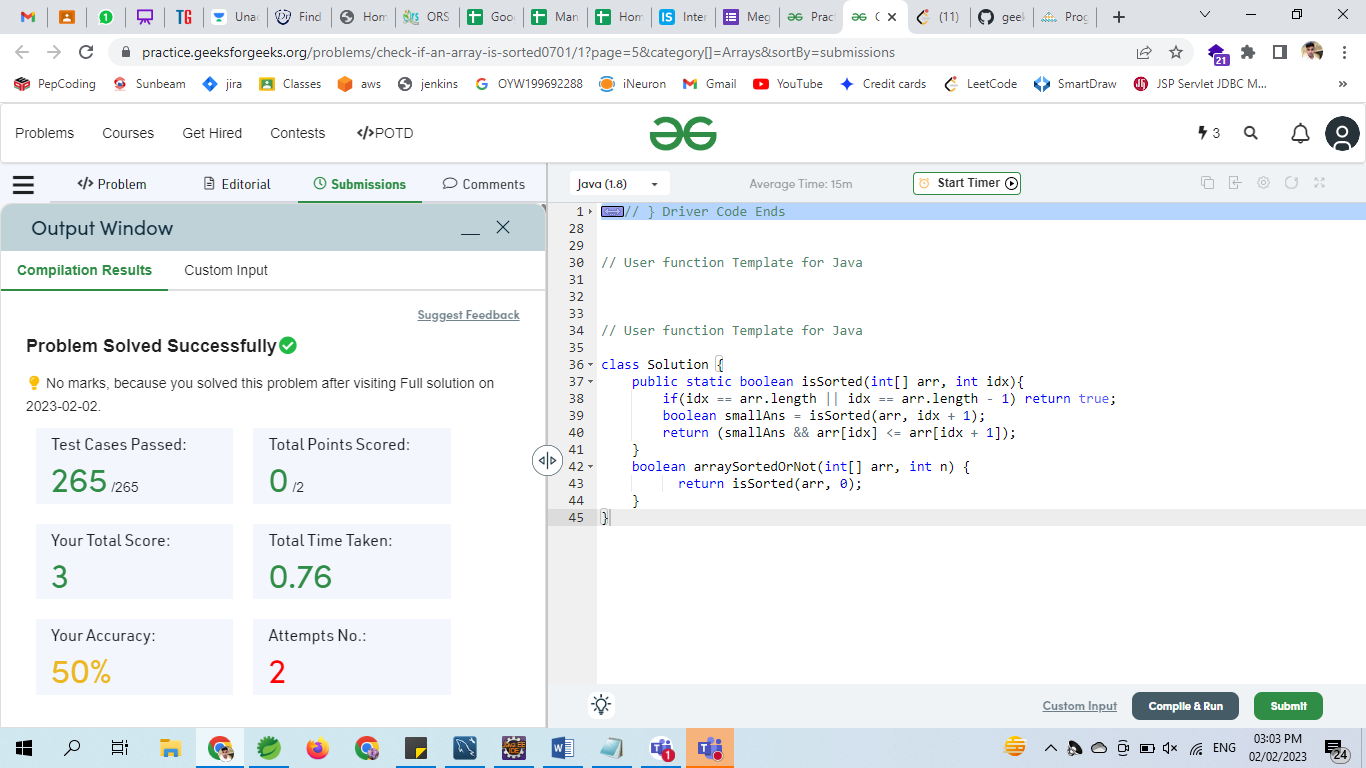 TG
Una
Find
Hom
ORS
Goo
Man
Hom
Inter
Meg
Prac
(11)
geek
Prog
practice.geeksforgeeks.org/problems/check-if-an-array-is-sorted0701/1?page=5&category[]=Arrays&sortBy=submissions
21
PepCoding Sunbeam jira Classes aws jenkins OYW199692288 iNeuron Gmail YouTube Credit cards LeetCode SmartDraw JSP Servlet JDBC M... »
Problems Courses Get Hired Contests </>POTD 3
</> Problem Editorial Submissions Comments
Java (1.8) Average Time: 15m Start Timer
Output Window
Compilation Results Custom Input
Suggest Feedback
Problem Solved Successfully
No marks, because you solved this problem after visiting Full solution on
2023-02-02.
Test Cases Passed: Total Points Scored:
265 /265 0 /2
Your Total Score: Total Time Taken:
3 0.76
Your Accuracy: Attempts No.:
50% 2
1 // } Driver Code Ends
28
29
30 // User function Template for Java
31
32
33
34 // User function Template for Java
35
36 class Solution {
37 public static boolean isSorted(int[] arr, int idx){
38 if(idx == arr.length || idx == arr.length - 1) return true;
39 boolean smallAns = isSorted(arr, idx + 1);
40 return (smallAns && arr[idx] <= arr[idx + 1]);
41 }
42 boolean arraySortedOrNot(int[] arr, int n) {
43 return isSorted(arr, 0);
44 }
45 }
Custom Input Compile & Run Submit
ENG 03:03 PM
02/02/2023 24